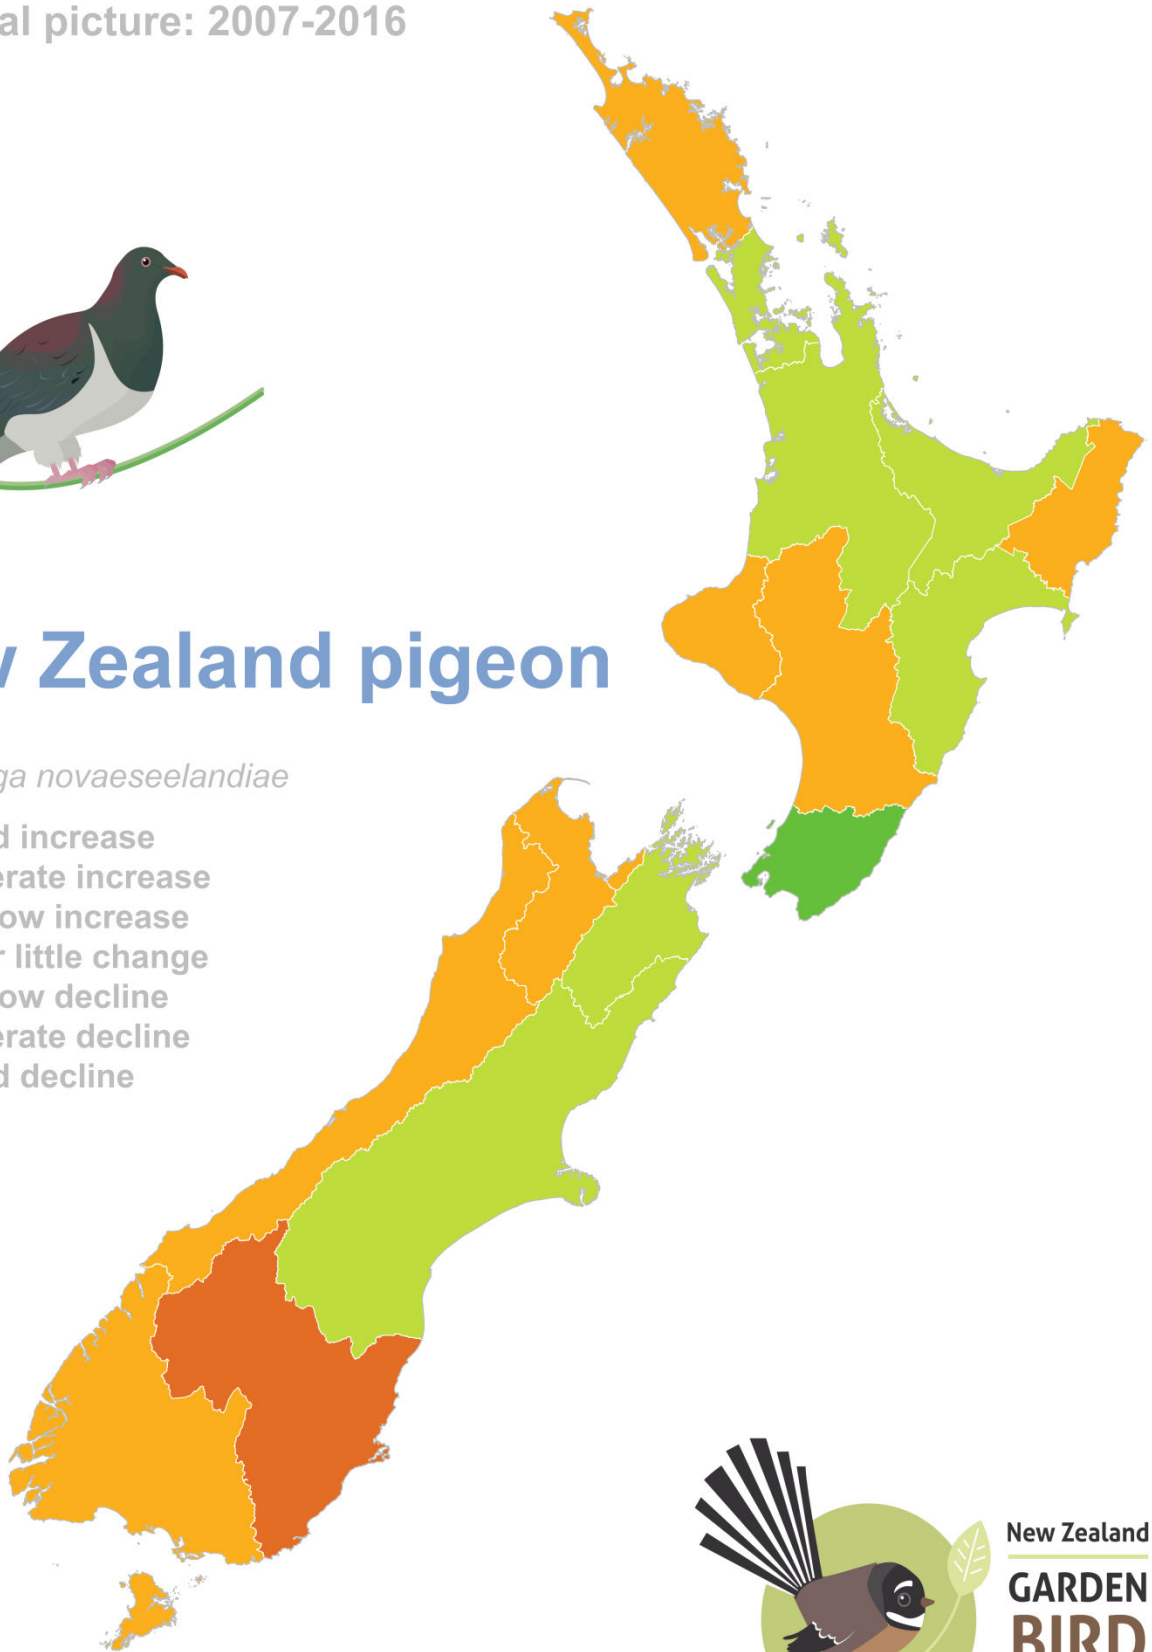 al picture: 2007-2016
w Zealand pigeon
ga novaeseelandiae
d increase
erate increase
ow increase
r little change
ow decline
erate decline
d decline
New Zealand
GARDEN
BIRD